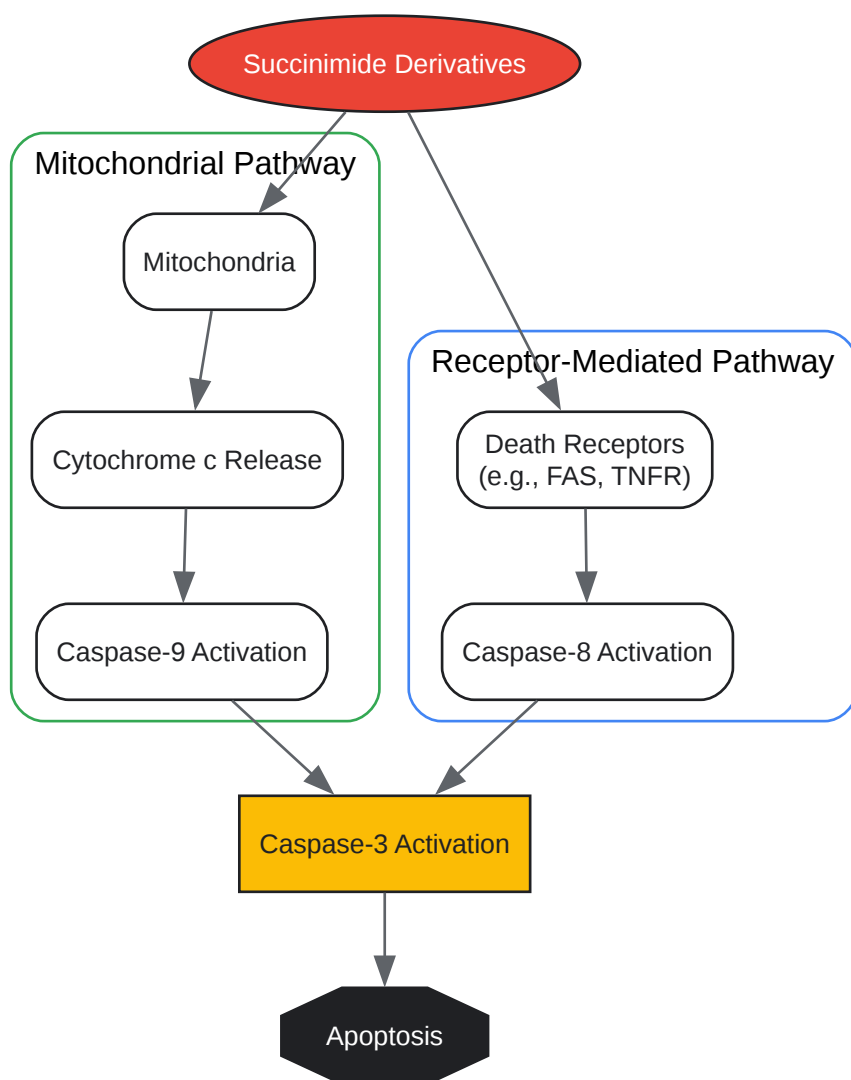 Succinimide Derivatives
Mitochondrial Pathway
Mitochondria
Cytochrome c Release
Caspase-9 Activation
Receptor-Mediated Pathway
Death Receptors
(e.g., FAS, TNFR)
Caspase-8 Activation
Caspase-3 Activation
Apoptosis